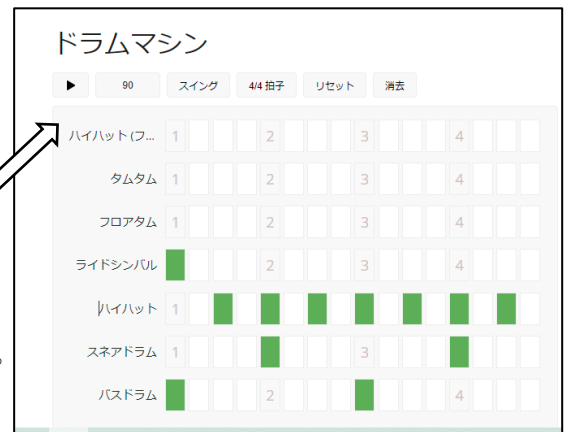 ドラムマシン
▶ 90 スイング 4/4 拍子 リセット 消去
ハイハット (フ... 1 2 3 4
タムタム 1 2 3 4
フロアタム 1 2 3 4
ライドシンバル 2 3 4
ハイハット 1
スネアドラム 1 3
バスドラム 2 4
。